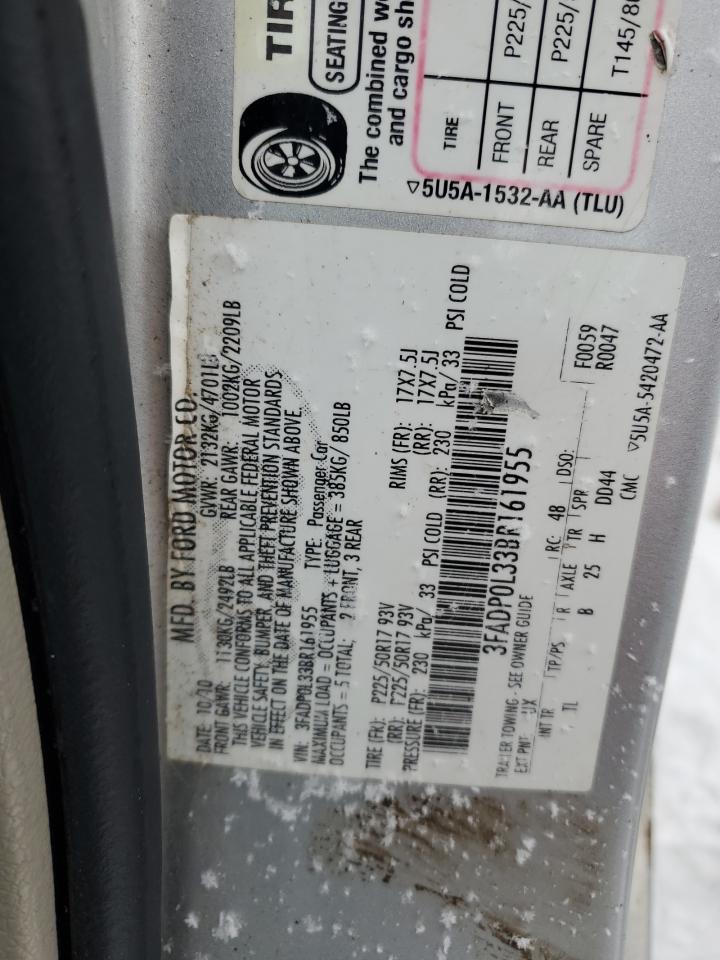 TIR
SEATING
The combined we
and cargo sh
TIRE
FRONT P225/
REAR P225/
SPARE T145/80
▽5U5A-1532-AA (TLU)
MFD. BY FORD MOTOR CO.
DATE 10/10 GVWR: 2132KG/4701LB
FRONT GAWR: 1130KG/2492LB REAR GAWR: 1002KG/2209LB
THIS VEHICLE CONFORMS TO ALL APPLICABLE FEDERAL MOTOR
VEHICLE SAFETY, BUMPER, AND THEFT PREVENTION STANDARDS
IN EFFECT ON THE DATE OF MANUFACTURE SHOWN ABOVE.
VIN: 3FADP0L33BR161955 TYPE: Passenger Car
MAXIMUM LOAD = OCCUPANTS + LUGGAGE = 385KG/ 850LB
OCCUPANTS = 5 TOTAL; 2 FRONT, 3 REAR
TIRE (FR): P225/50R17 93V RIMS (FR): 17X7.5J
(RR): P225/50R17 93V (RR): 17X7.5J
PRESSURE (FR): 230 kPa/ 33 PSI COLD (RR): 230 kPa/ 33 PSI COLD
3FADP0L33BR161955
TRAILER TOWING - SEE OWNER GUIDE
EXT PNT: UX RC: 48 DSO: F0059
INT TR TP/PS R AXLE TR SPR R0047
TL B 25 H DD44
CMC ▽5U5A-5420472-AA